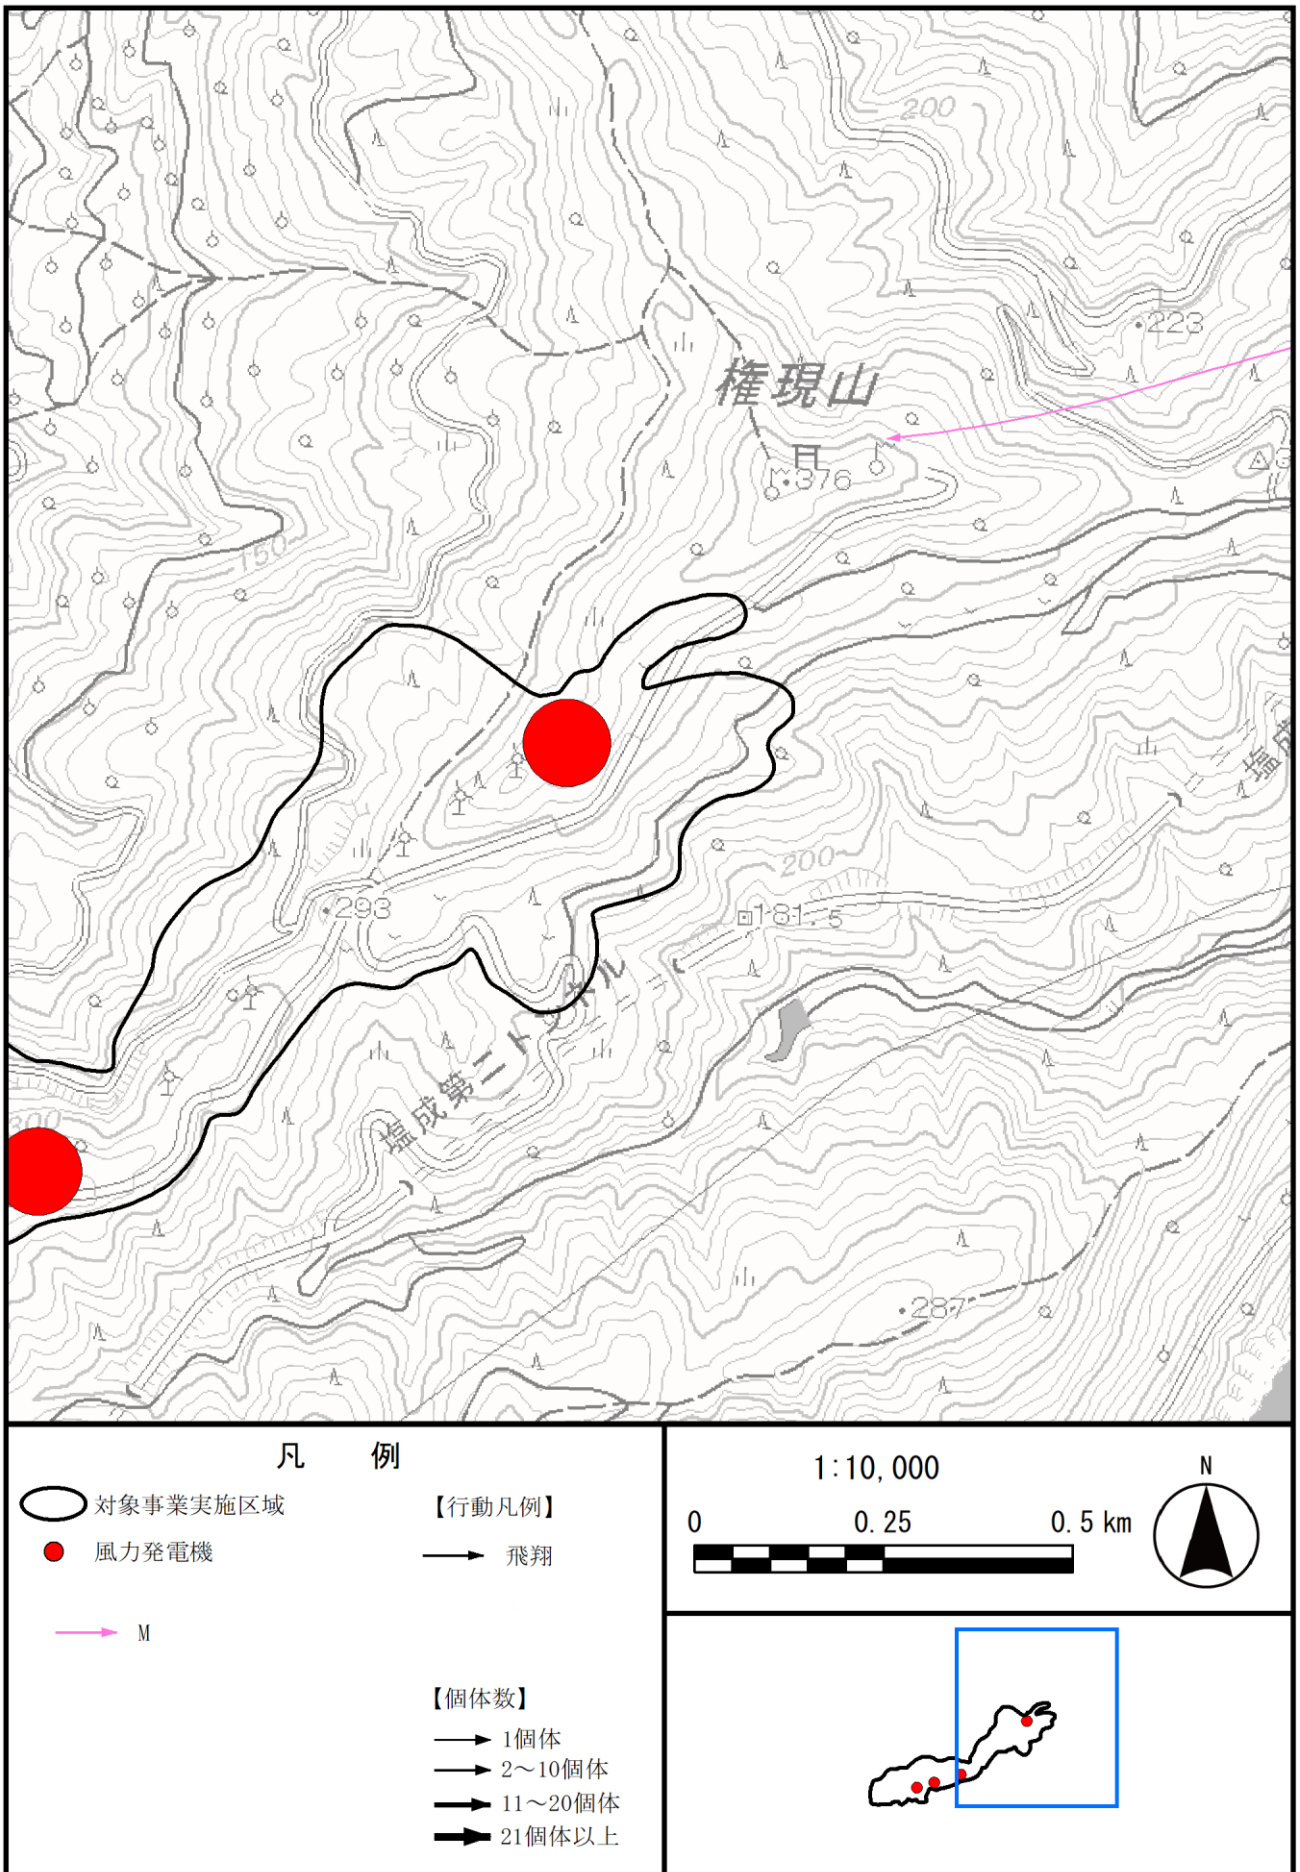 200
223
権現山
376
150
塩成
293
200
181.5
塩成第二トンネル
300
287
凡 例
対象事業実施区域
【行動凡例】
風力発電機
飛翔
M
【個体数】
1個体
2～10個体
11～20個体
21個体以上
1:10,000
0 0.25 0.5 km
N